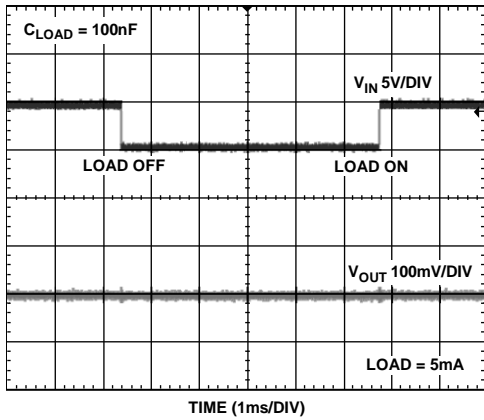 C_LOAD = 100nF
V_IN 5V/DIV
LOAD OFF
LOAD ON
V_OUT 100mV/DIV
LOAD = 5mA
TIME (1ms/DIV)